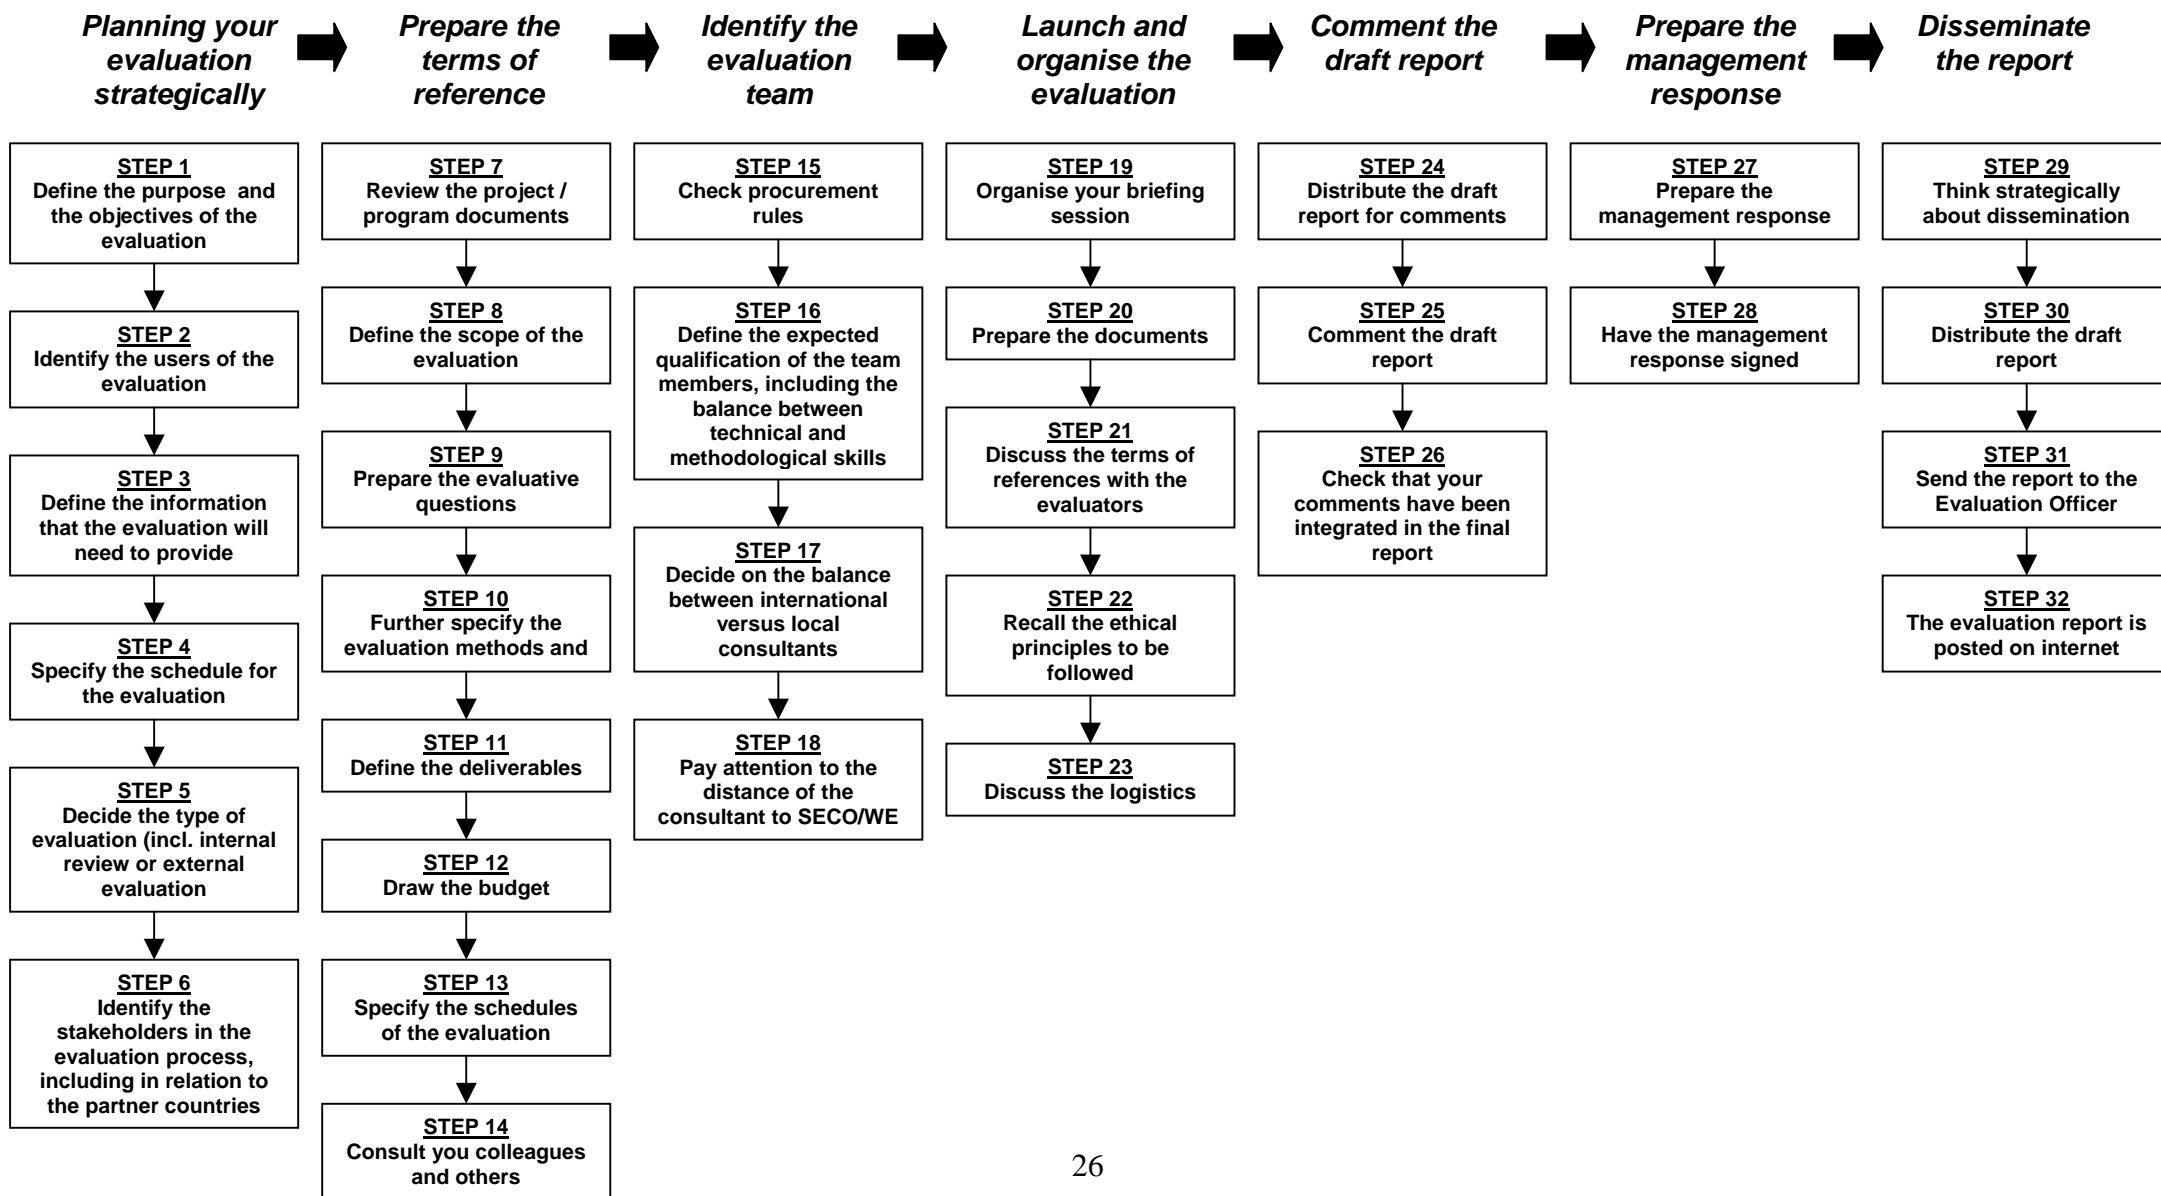 Planning your
evaluation
strategically
Prepare the
terms of
reference
Identify the
evaluation
team
Launch and
organise the
evaluation
Comment the
draft report
Prepare the
management
response
Disseminate
the report
STEP 1
Define the purpose and
the objectives of the
evaluation
STEP 2
Identify the users of the
evaluation
STEP 3
Define the information
that the evaluation will
need to provide
STEP 4
Specify the schedule for
the evaluation
STEP 5
Decide the type of
evaluation (incl. internal
review or external
evaluation
STEP 6
Identify the
stakeholders in the
evaluation process,
including in relation to
the partner countries
STEP 7
Review the project /
program documents
STEP 8
Define the scope of the
evaluation
STEP 9
Prepare the evaluative
questions
STEP 10
Further specify the
evaluation methods and
STEP 11
Define the deliverables
STEP 12
Draw the budget
STEP 13
Specify the schedules
of the evaluation
STEP 14
Consult you colleagues
and others
STEP 15
Check procurement
rules
STEP 16
Define the expected
qualification of the team
members, including the
balance between
technical and
methodological skills
STEP 17
Decide on the balance
between international
versus local
consultants
STEP 18
Pay attention to the
distance of the
consultant to SECO/WE
STEP 19
Organise your briefing
session
STEP 20
Prepare the documents
STEP 21
Discuss the terms of
references with the
evaluators
STEP 22
Recall the ethical
principles to be
followed
STEP 23
Discuss the logistics
STEP 24
Distribute the draft
report for comments
STEP 25
Comment the draft
report
STEP 26
Check that your
comments have been
integrated in the final
report
STEP 27
Prepare the
management response
STEP 28
Have the management
response signed
STEP 29
Think strategically
about dissemination
STEP 30
Distribute the draft
report
STEP 31
Send the report to the
Evaluation Officer
STEP 32
The evaluation report is
posted on internet
26